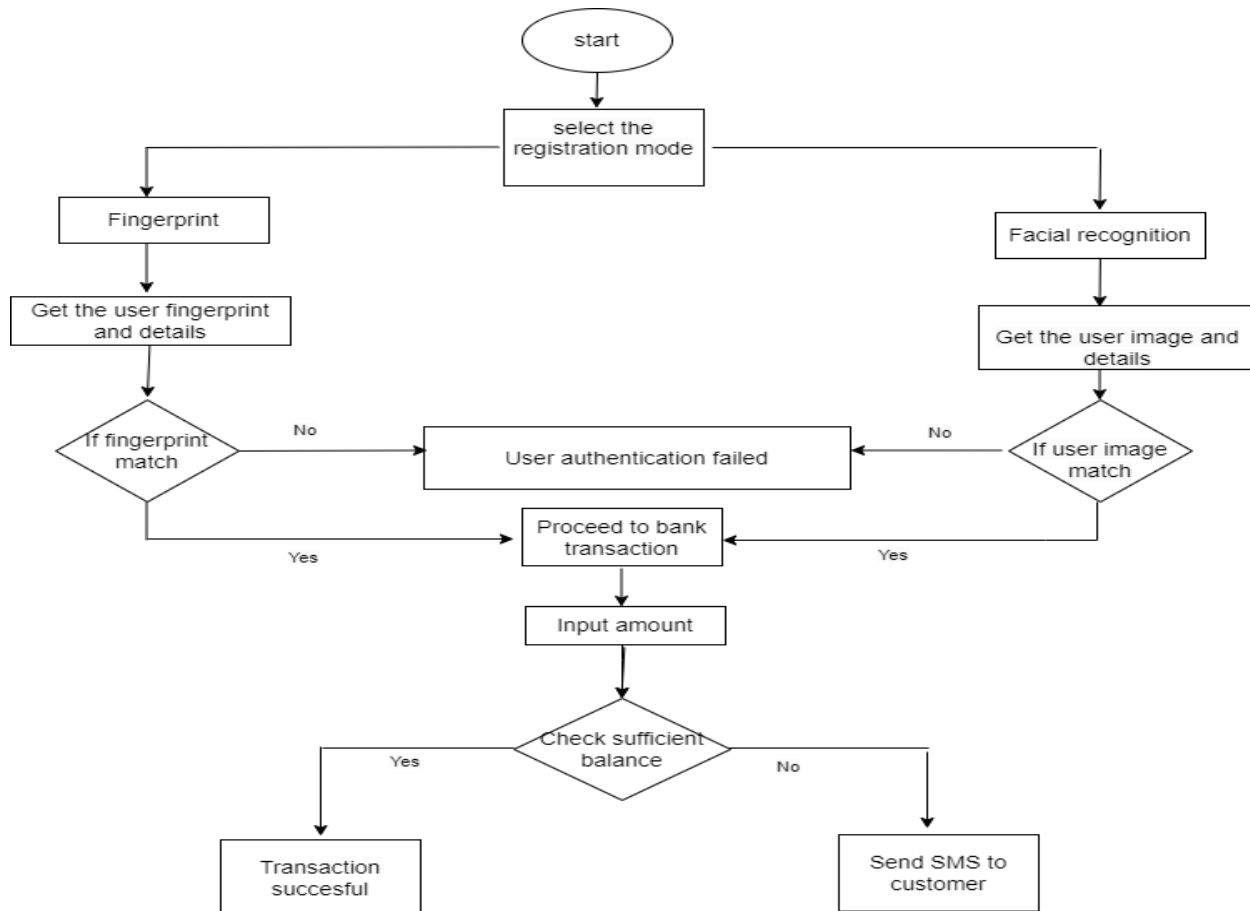 start
select the
registration mode
Fingerprint
Facial recognition
Get the user fingerprint
and details
Get the user image and
details
If fingerprint
match
No
User authentication failed
No
If user image
match
Yes
Proceed to bank
transaction
Yes
Input amount
Check sufficient
balance
Yes
No
Transaction
succesful
Send SMS to
customer